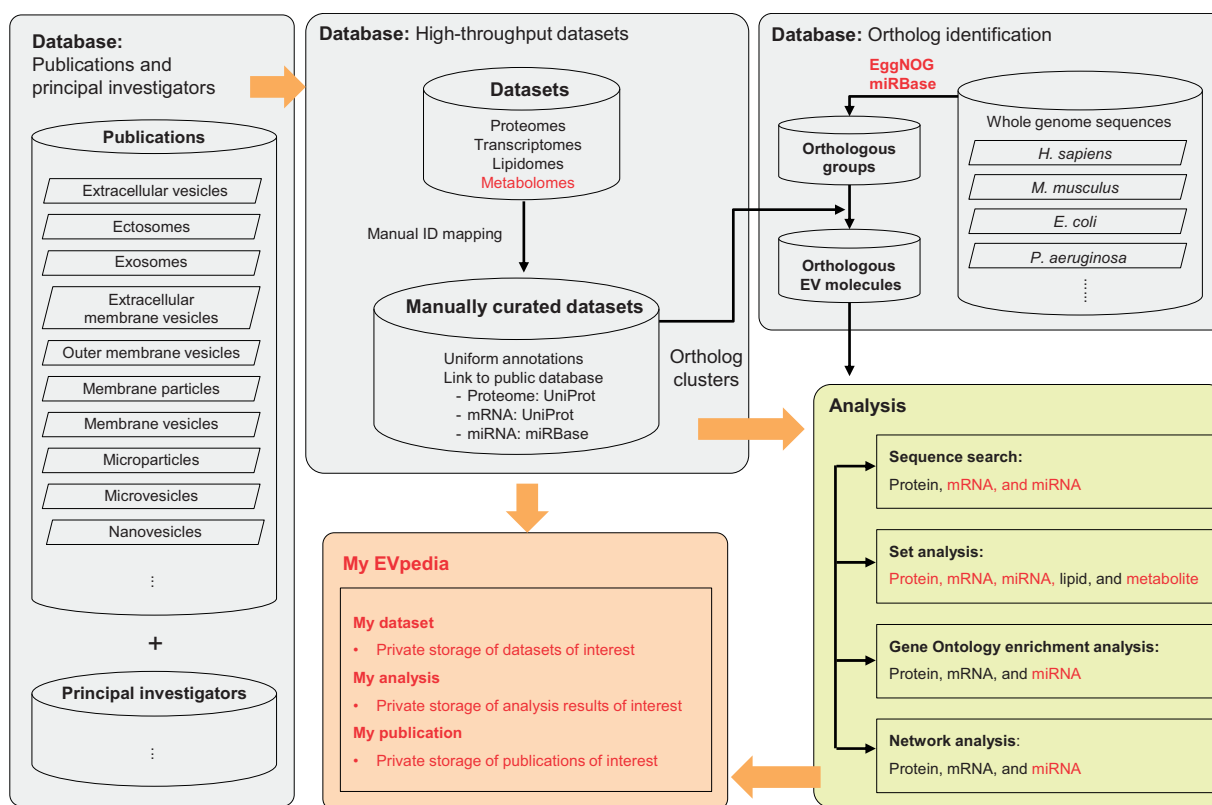 Database:
Publications and
principal investigators
Publications
Extracellular vesicles
Ectosomes
Exosomes
Extracellular
membrane vesicles
Outer membrane vesicles
Membrane particles
Membrane vesicles
Microparticles
Microvesicles
Nanovesicles
⋮
+
Principal investigators
⋮
Database: High-throughput datasets
Datasets
Proteomes
Transcriptomes
Lipidomes
Metabolomes
Manual ID mapping
Manually curated datasets
Uniform annotations
Link to public database
- Proteome: UniProt
- mRNA: UniProt
- miRNA: miRBase
Ortholog
clusters
Database: Ortholog identification
EggNOG
miRBase
Orthologous
groups
Orthologous
EV molecules
Whole genome sequences
H. sapiens
M. musculus
E. coli
P. aeruginosa
⋮
My EVpedia
My dataset
• Private storage of datasets of interest
My analysis
• Private storage of analysis results of interest
My publication
• Private storage of publications of interest
Analysis
Sequence search:
Protein, mRNA, and miRNA
Set analysis:
Protein, mRNA, miRNA, lipid, and metabolite
Gene Ontology enrichment analysis:
Protein, mRNA, and miRNA
Network analysis:
Protein, mRNA, and miRNA